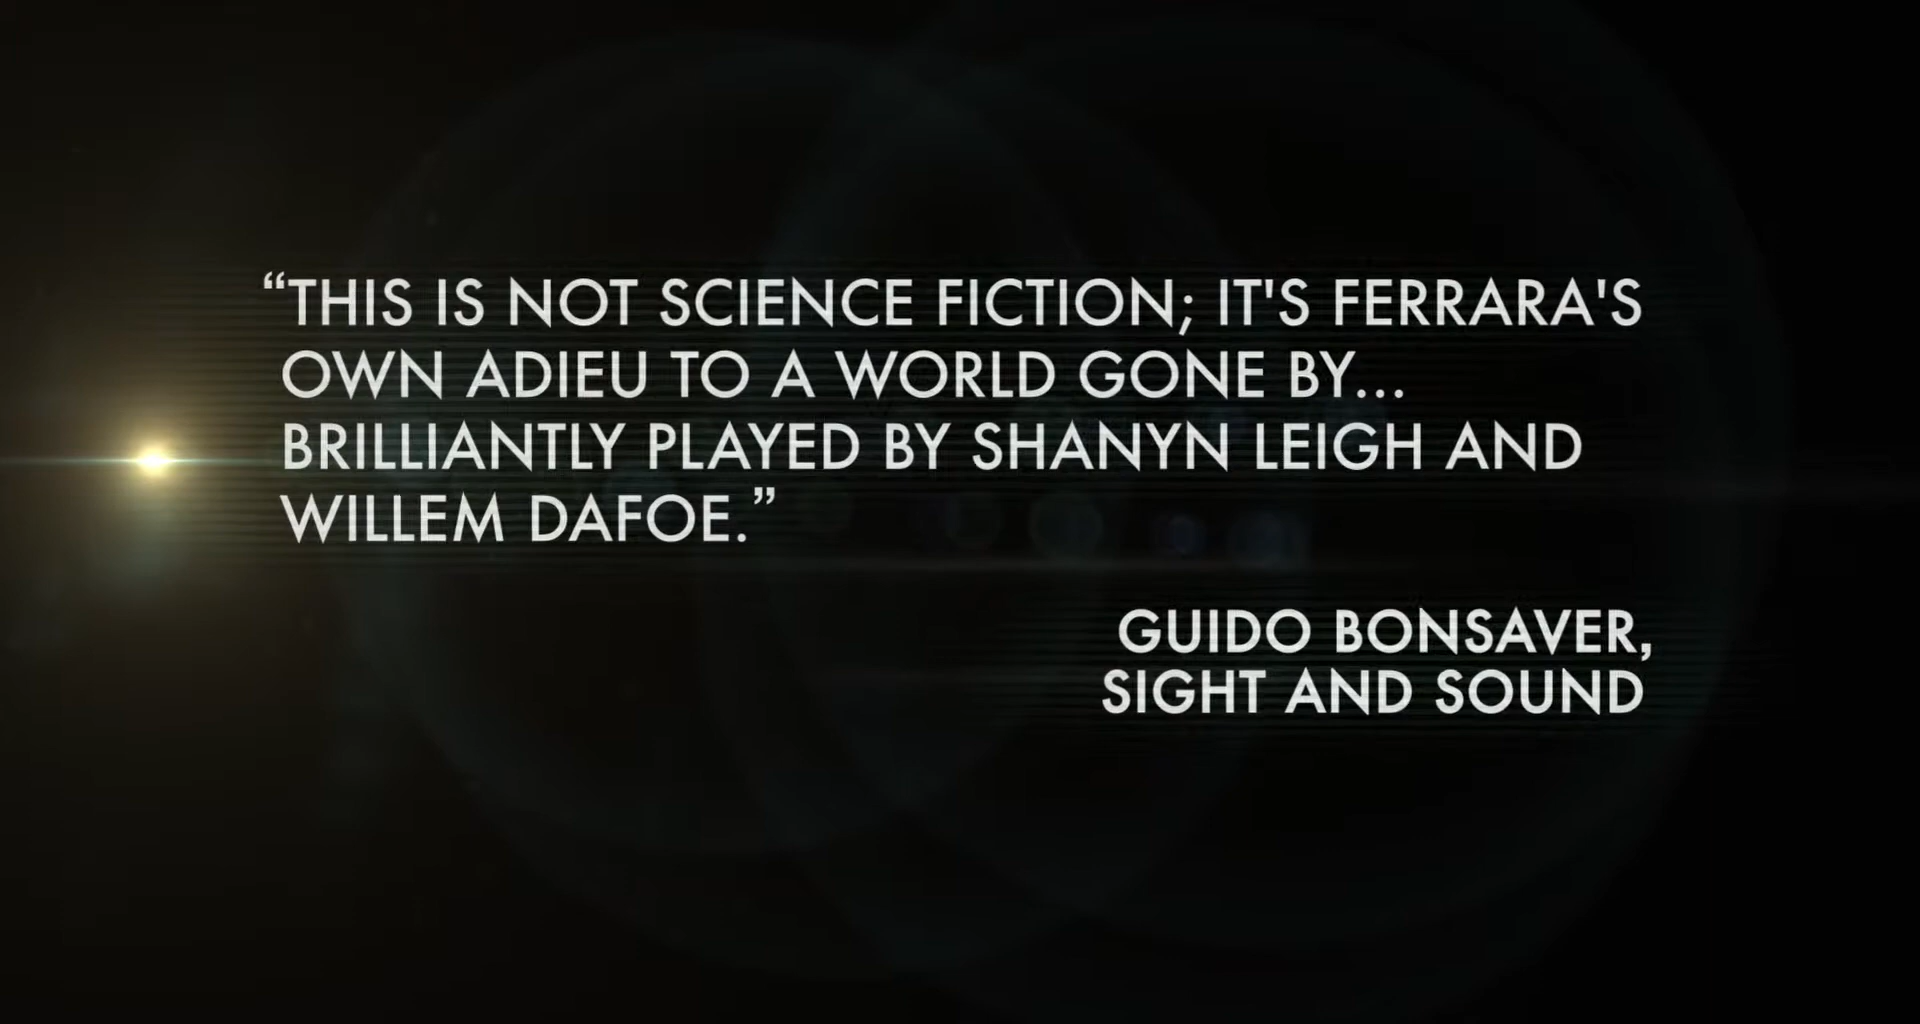 “THIS IS NOT SCIENCE FICTION; IT'S FERRARA'S
OWN ADIEU TO A WORLD GONE BY...
BRILLIANTLY PLAYED BY SHANYN LEIGH AND
WILLEM DAFOE.”
GUIDO BONSAVER,
SIGHT AND SOUND